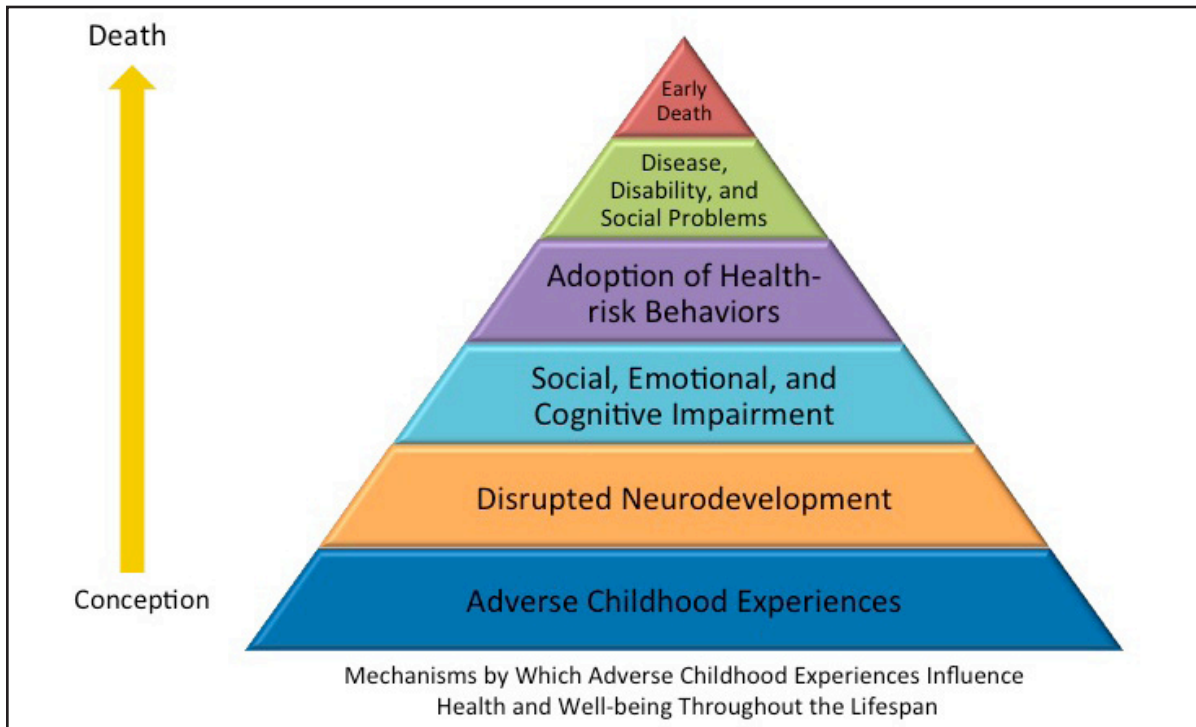 Death
Early
Death
Disease,
Disability, and
Social Problems
Adoption of Health-
risk Behaviors
Social, Emotional, and
Cognitive Impairment
Disrupted Neurodevelopment
Conception
Adverse Childhood Experiences
Mechanisms by Which Adverse Childhood Experiences Influence
Health and Well-being Throughout the Lifespan